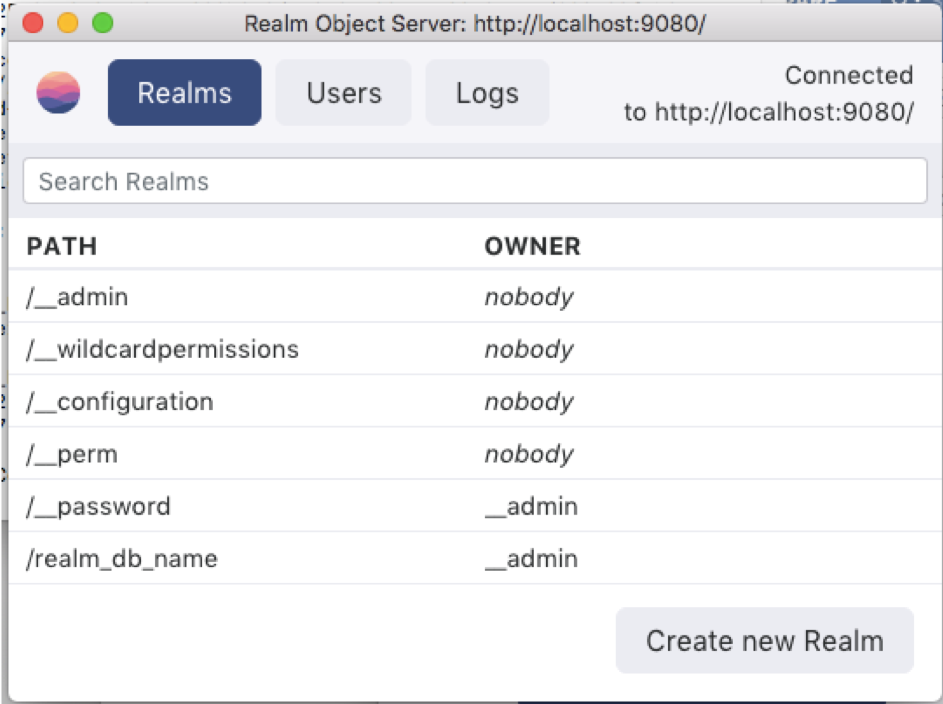 Realm Object Server: http://localhost:9080/
Realms Users Logs
Connected
to http://localhost:9080/
Search Realms
PATH OWNER
/__admin nobody
/__wildcardpermissions nobody
/__configuration nobody
/__perm nobody
/__password __admin
/realm_db_name __admin
Create new Realm